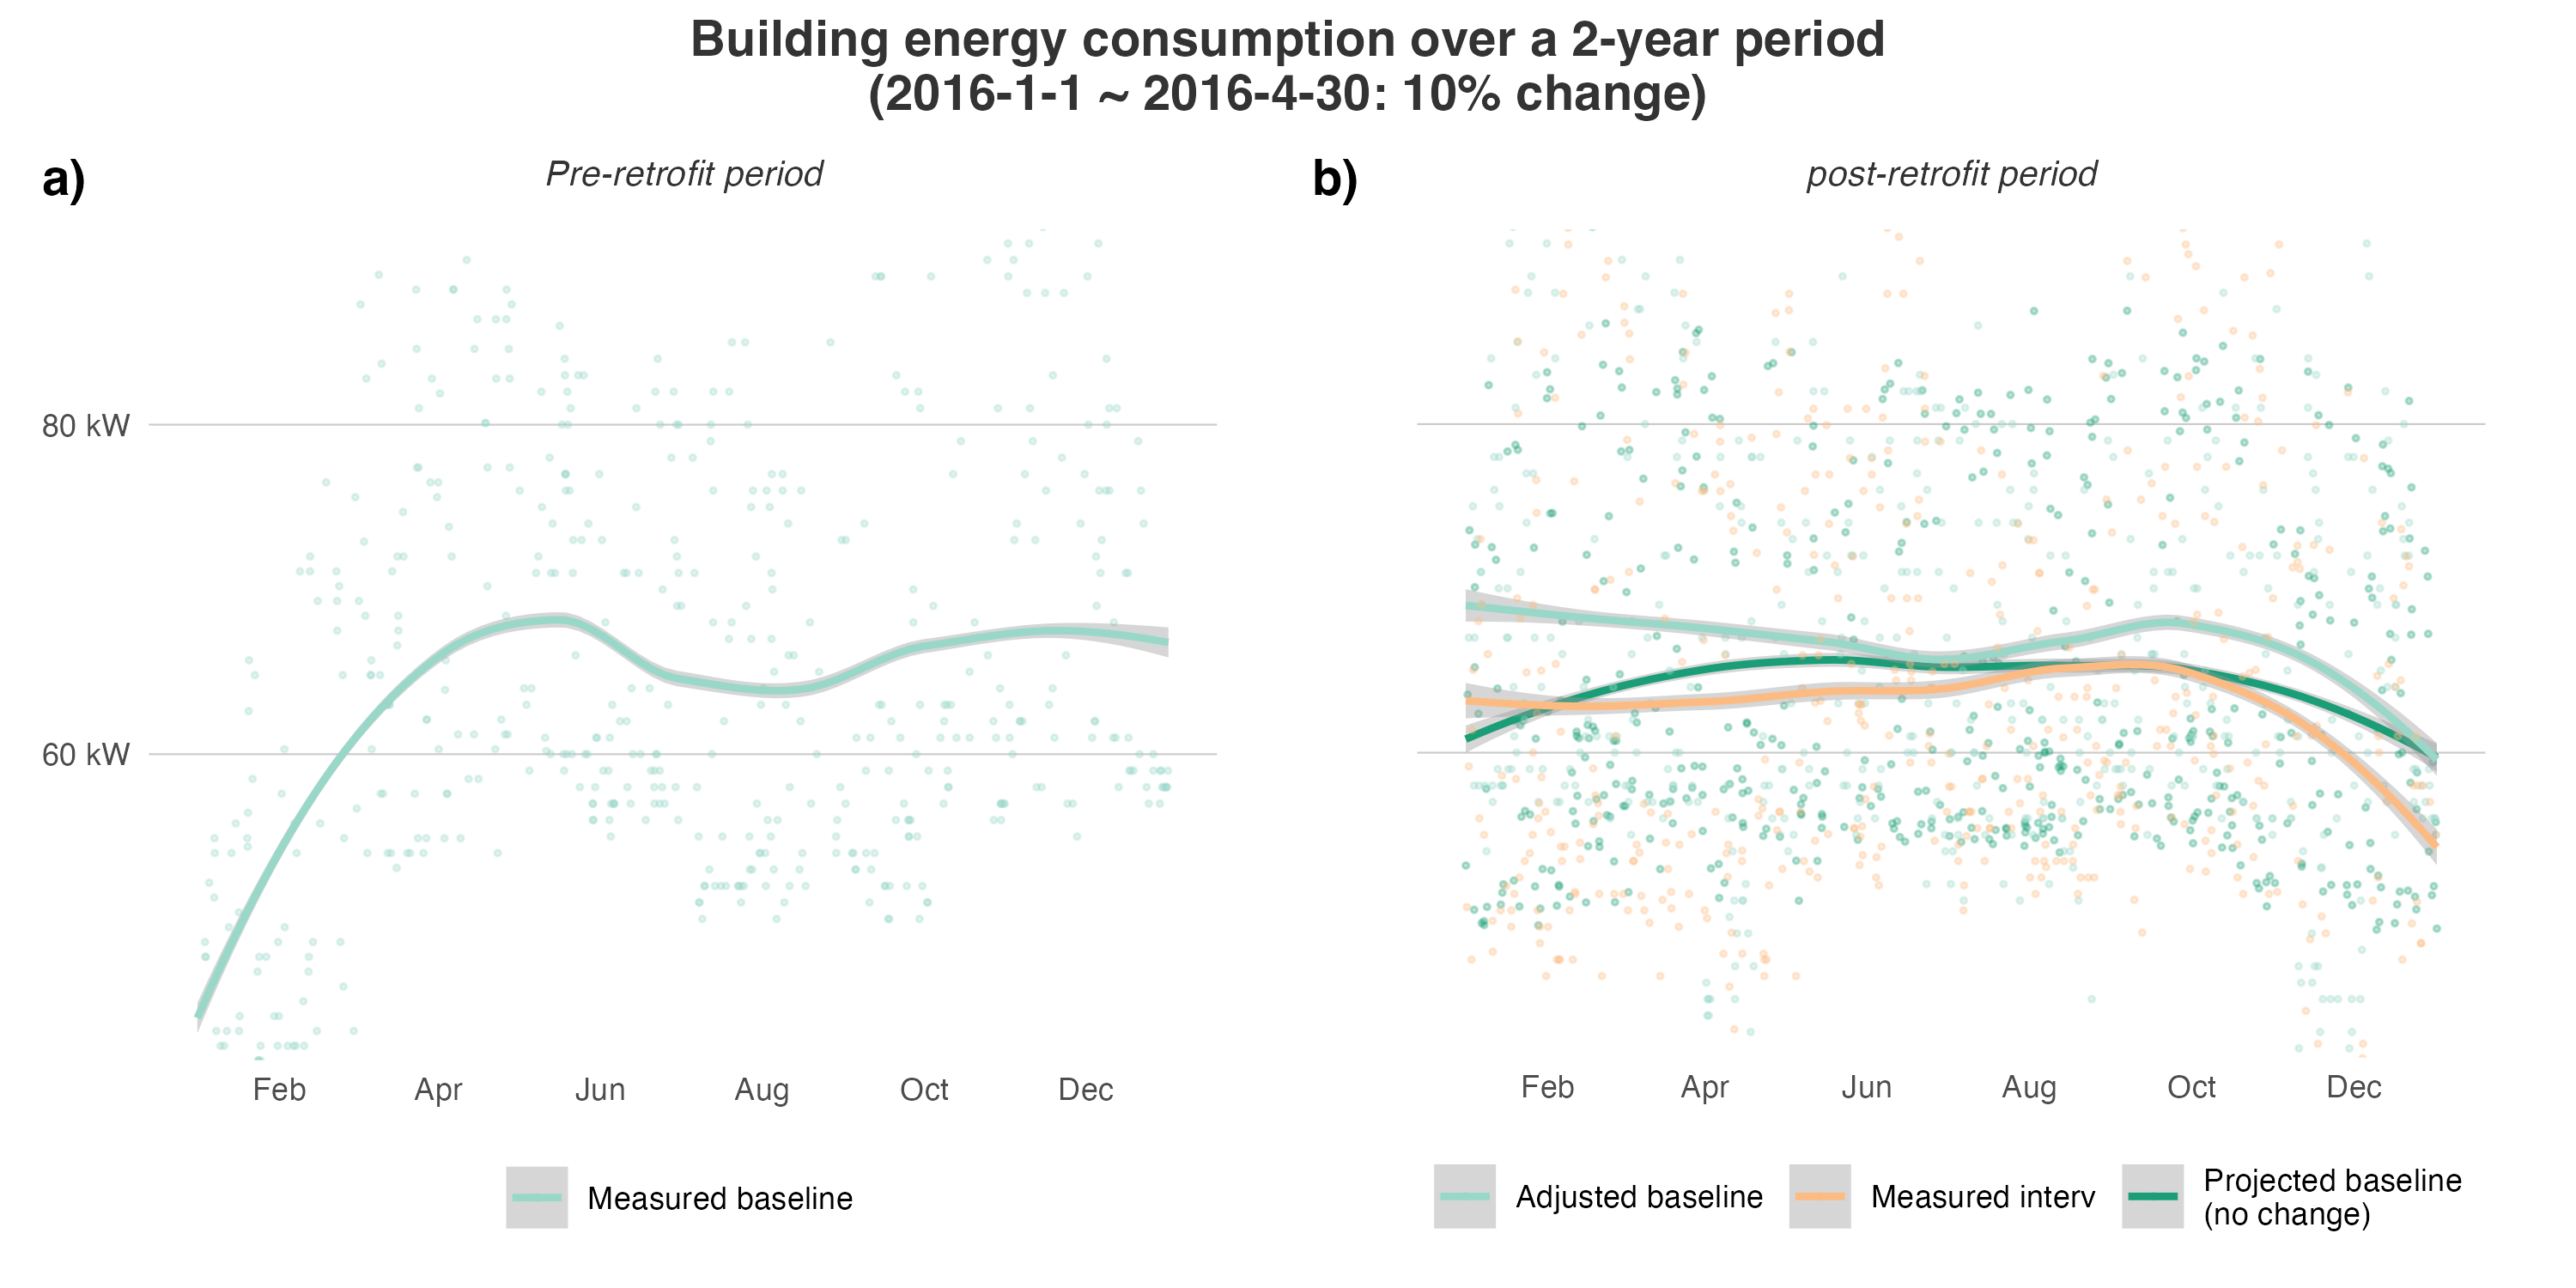 Building energy consumption over a 2-year period
(2016-1-1 ~ 2016-4-30: 10% change)
a)
Pre-retrofit period
80 kW
60 kW
Feb Apr Jun Aug Oct Dec
Measured baseline
b)
post-retrofit period
Feb Apr Jun Aug Oct Dec
Adjusted baseline
Measured interv
Projected baseline
(no change)